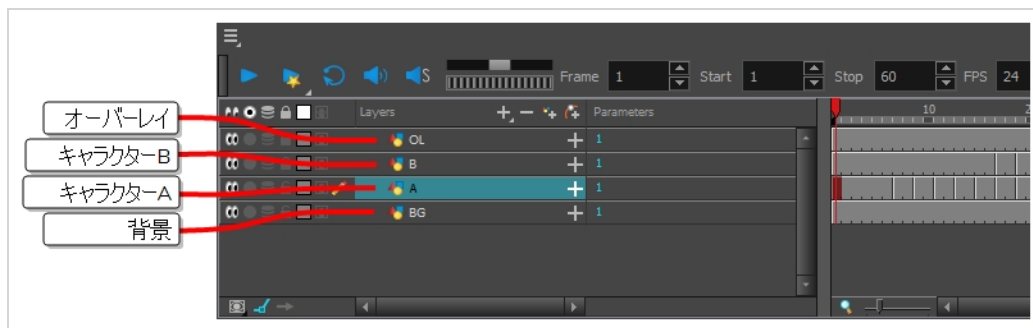 S Frame 1 Start 1 Stop 60 FPS 24
Layers Parameters 10
オーバーレイ OL 1
キャラクターB B 1
キャラクターA A 1
背景 BG 1